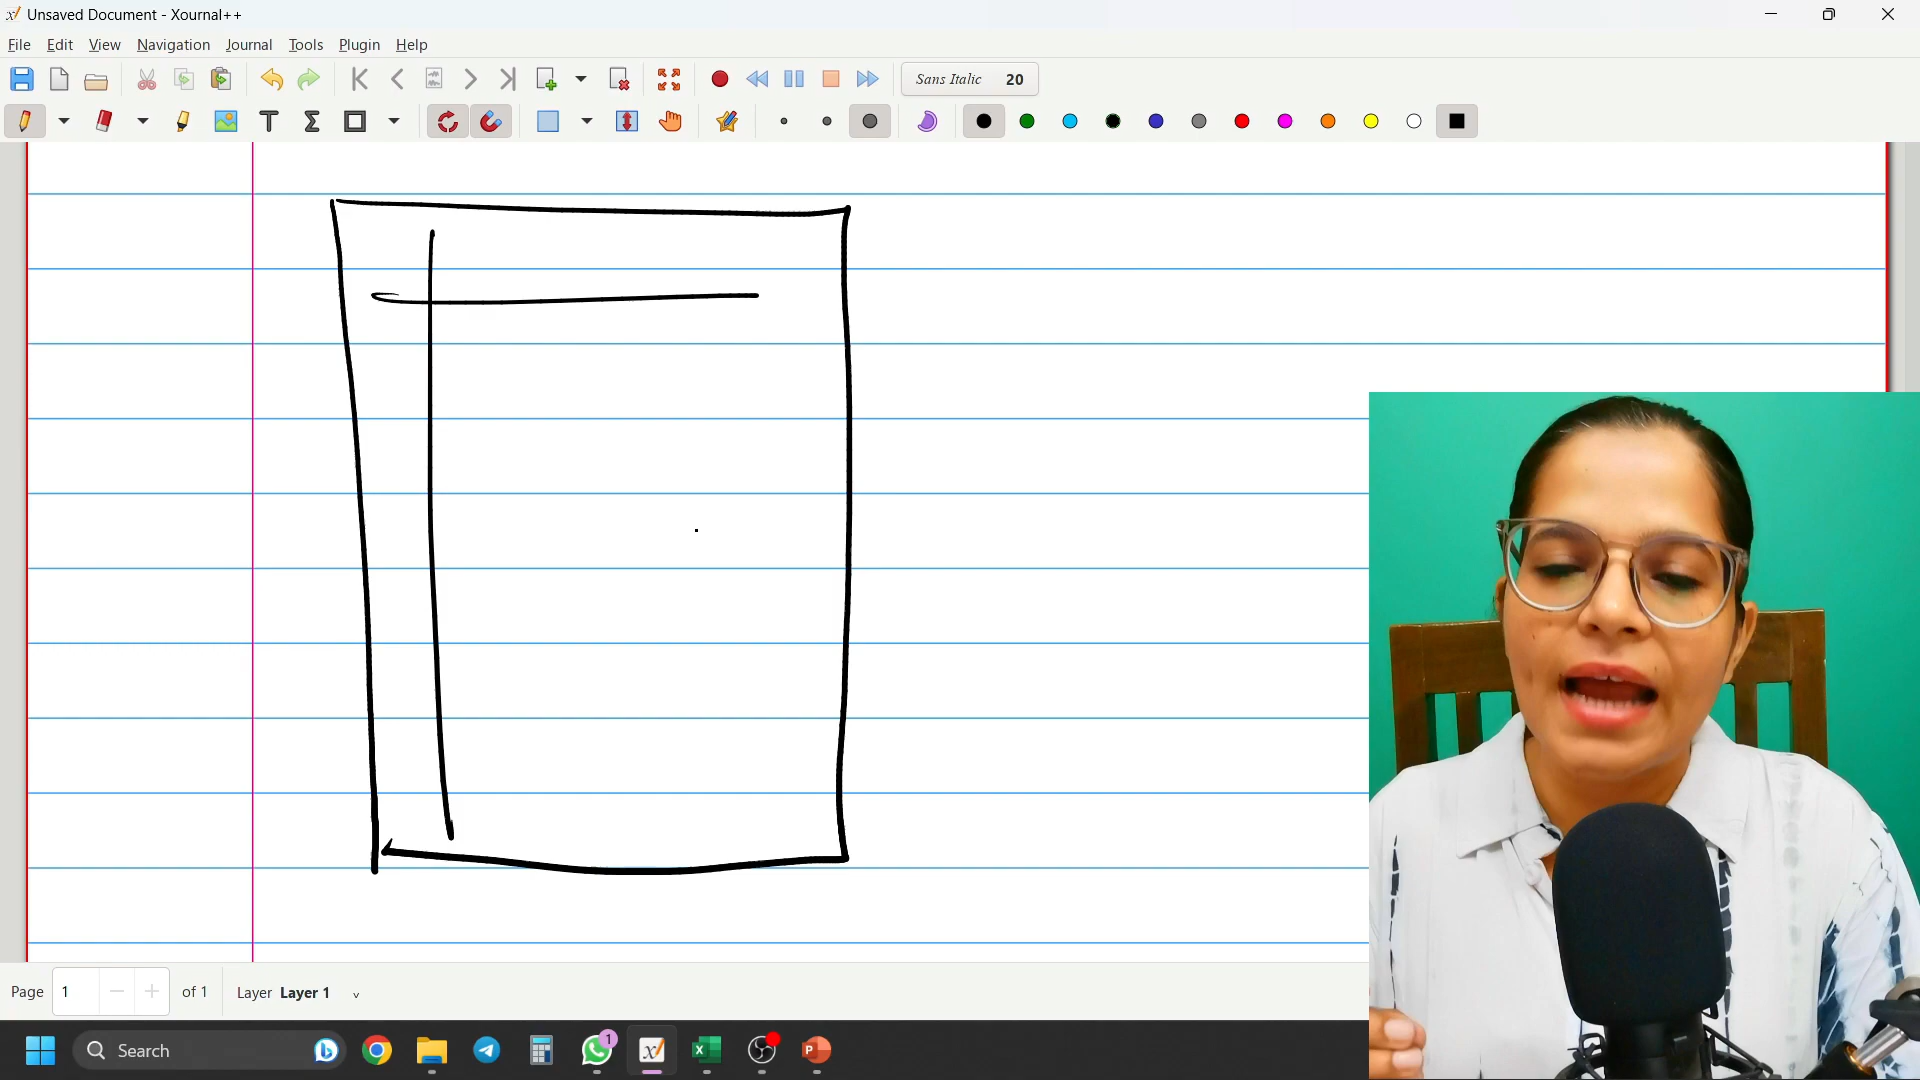 Unsaved Document - Xournal++
File Edit View Navigation Journal Tools Plugin Help
Sans Italic 20
Page 1 of 1 Layer Layer 1
Search
1